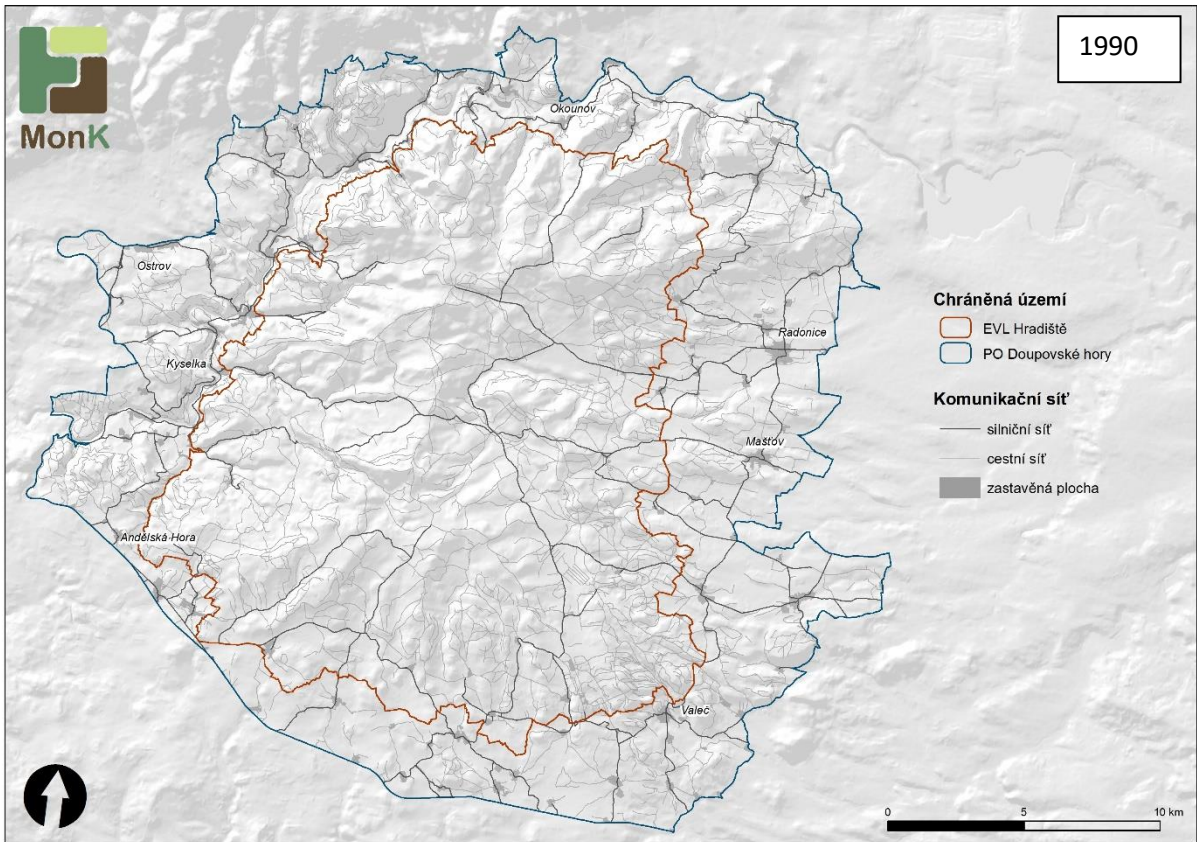 MonK
1990
Okounov
Ostrov
Kyselka
Radonice
Mašťov
Andělská Hora
Valeč
Chráněná území
EVL Hradiště
PO Doupovské hory
Komunikační síť
silniční síť
cestní síť
zastavěná plocha
0 5 10 km